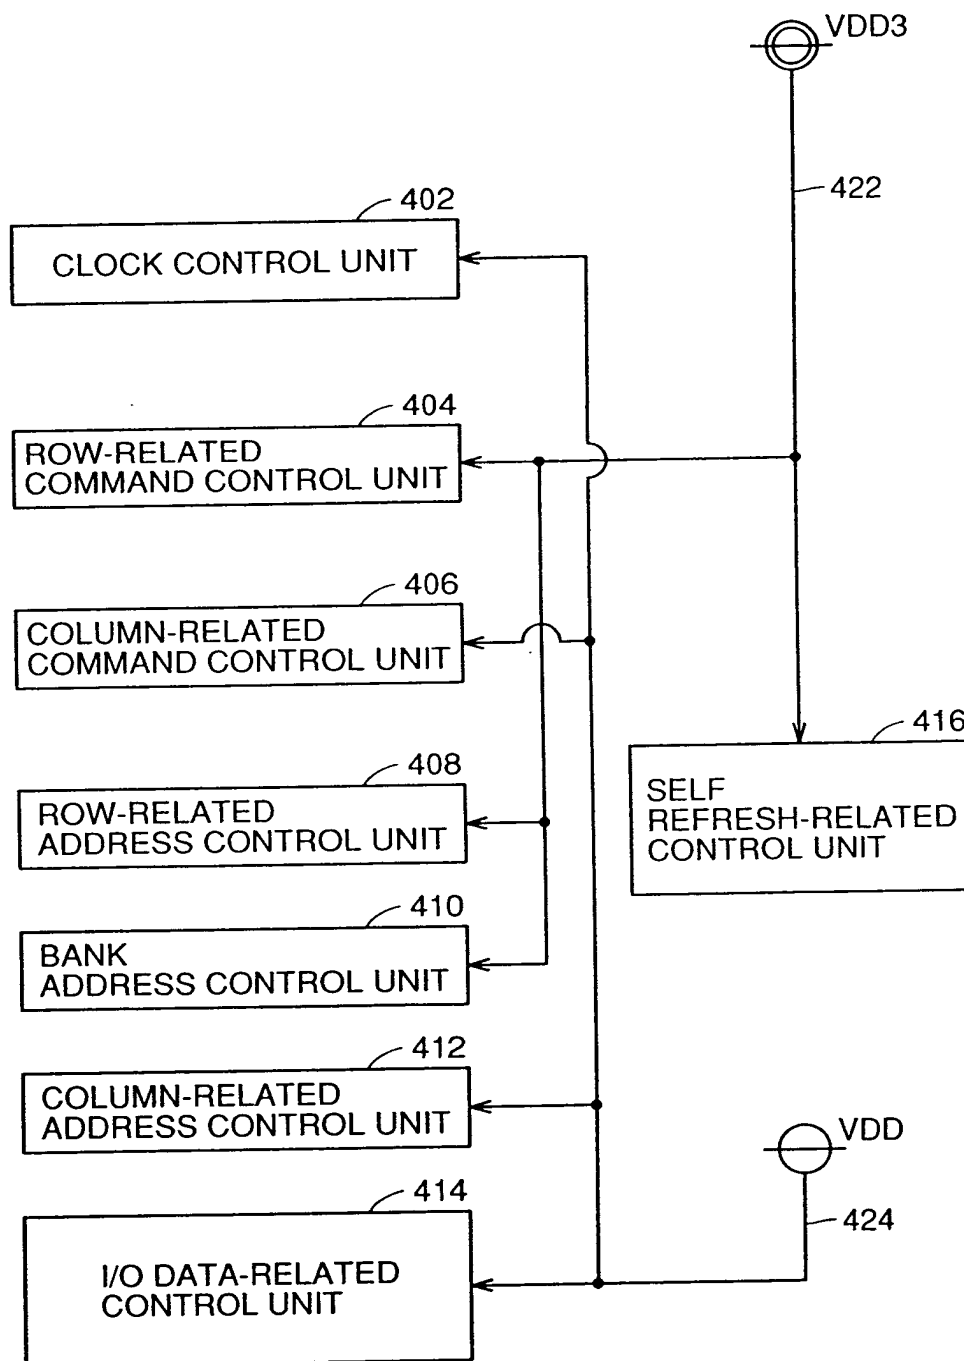 VDD3
422
402
CLOCK CONTROL UNIT
404
ROW-RELATED
COMMAND CONTROL UNIT
406
COLUMN-RELATED
COMMAND CONTROL UNIT
416
SELF
REFRESH-RELATED
CONTROL UNIT
408
ROW-RELATED
ADDRESS CONTROL UNIT
410
BANK
ADDRESS CONTROL UNIT
412
COLUMN-RELATED
ADDRESS CONTROL UNIT
VDD
424
414
I/O DATA-RELATED
CONTROL UNIT